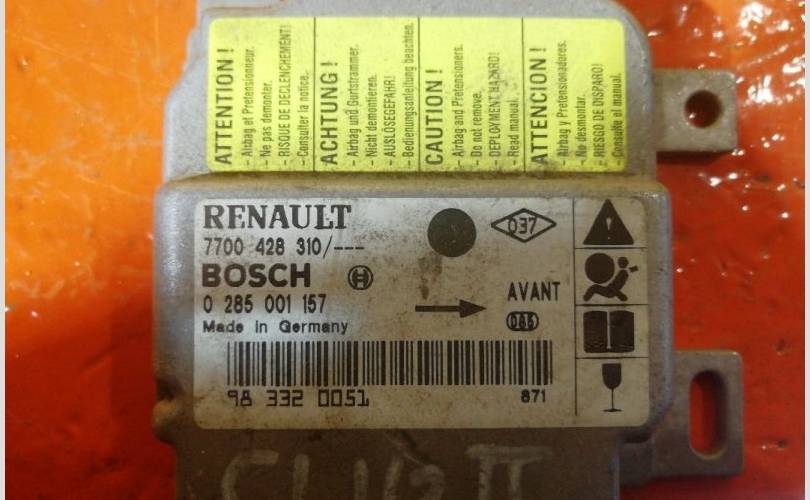 ATTENTION !
- Airbag et Pretensionneur.
- Ne pas demonter.
- RISQUE DE DECLENCHEMENT!
- Consulter la notice.
ACHTUNG !
- Airbag und Gurtstrammer.
- Nicht demontieren.
- AUSLÖSEGEFAHR!
- Bedienungsanleitung beachten.
CAUTION !
- Airbag and Pretensioners.
- Do not remove.
- DEPLOYMENT HAZARD!
- Read manual.
ATTENCION !
- Airbag y Pretensionadores.
- No desmontar.
- RIESGO DE DISPARO!
- Consulte el manual.
RENAULT
037
7700 428 310/---
BOSCH
AVANT
0 285 001 157
Made in Germany
98 332 0051
871
CLIO II